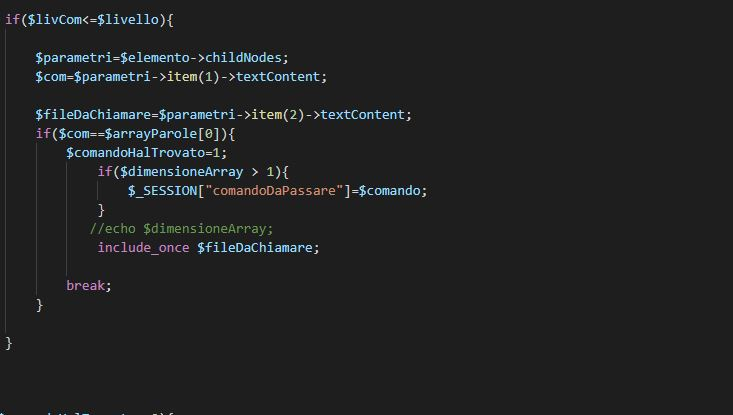 if($livCom<=$livello){
$parametri=$elemento->childNodes;
$com=$parametri->item(1)->textContent;
$fileDaChiamare=$parametri->item(2)->textContent;
if($com==$arrayParole[0]){
$comandoHalTrovato=1;
if($dimensioneArray > 1){
$_SESSION["comandoDaPassare"]=$comando;
}
//echo $dimensioneArray;
include_once $fileDaChiamare;
break;
}
}